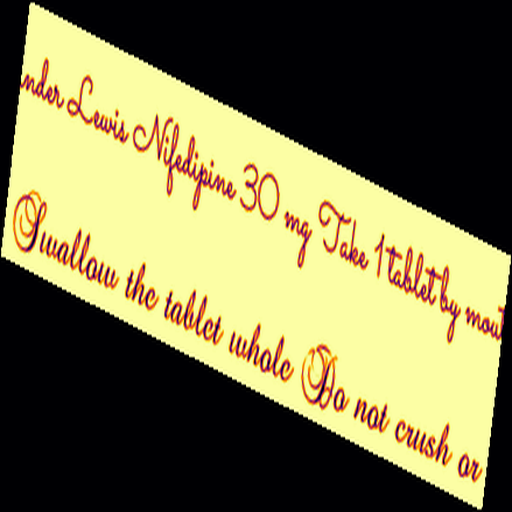 nder Lewis Nifedipine 30 mg Take 1 tablet by mout
Swallow the tablet whole Do not crush or